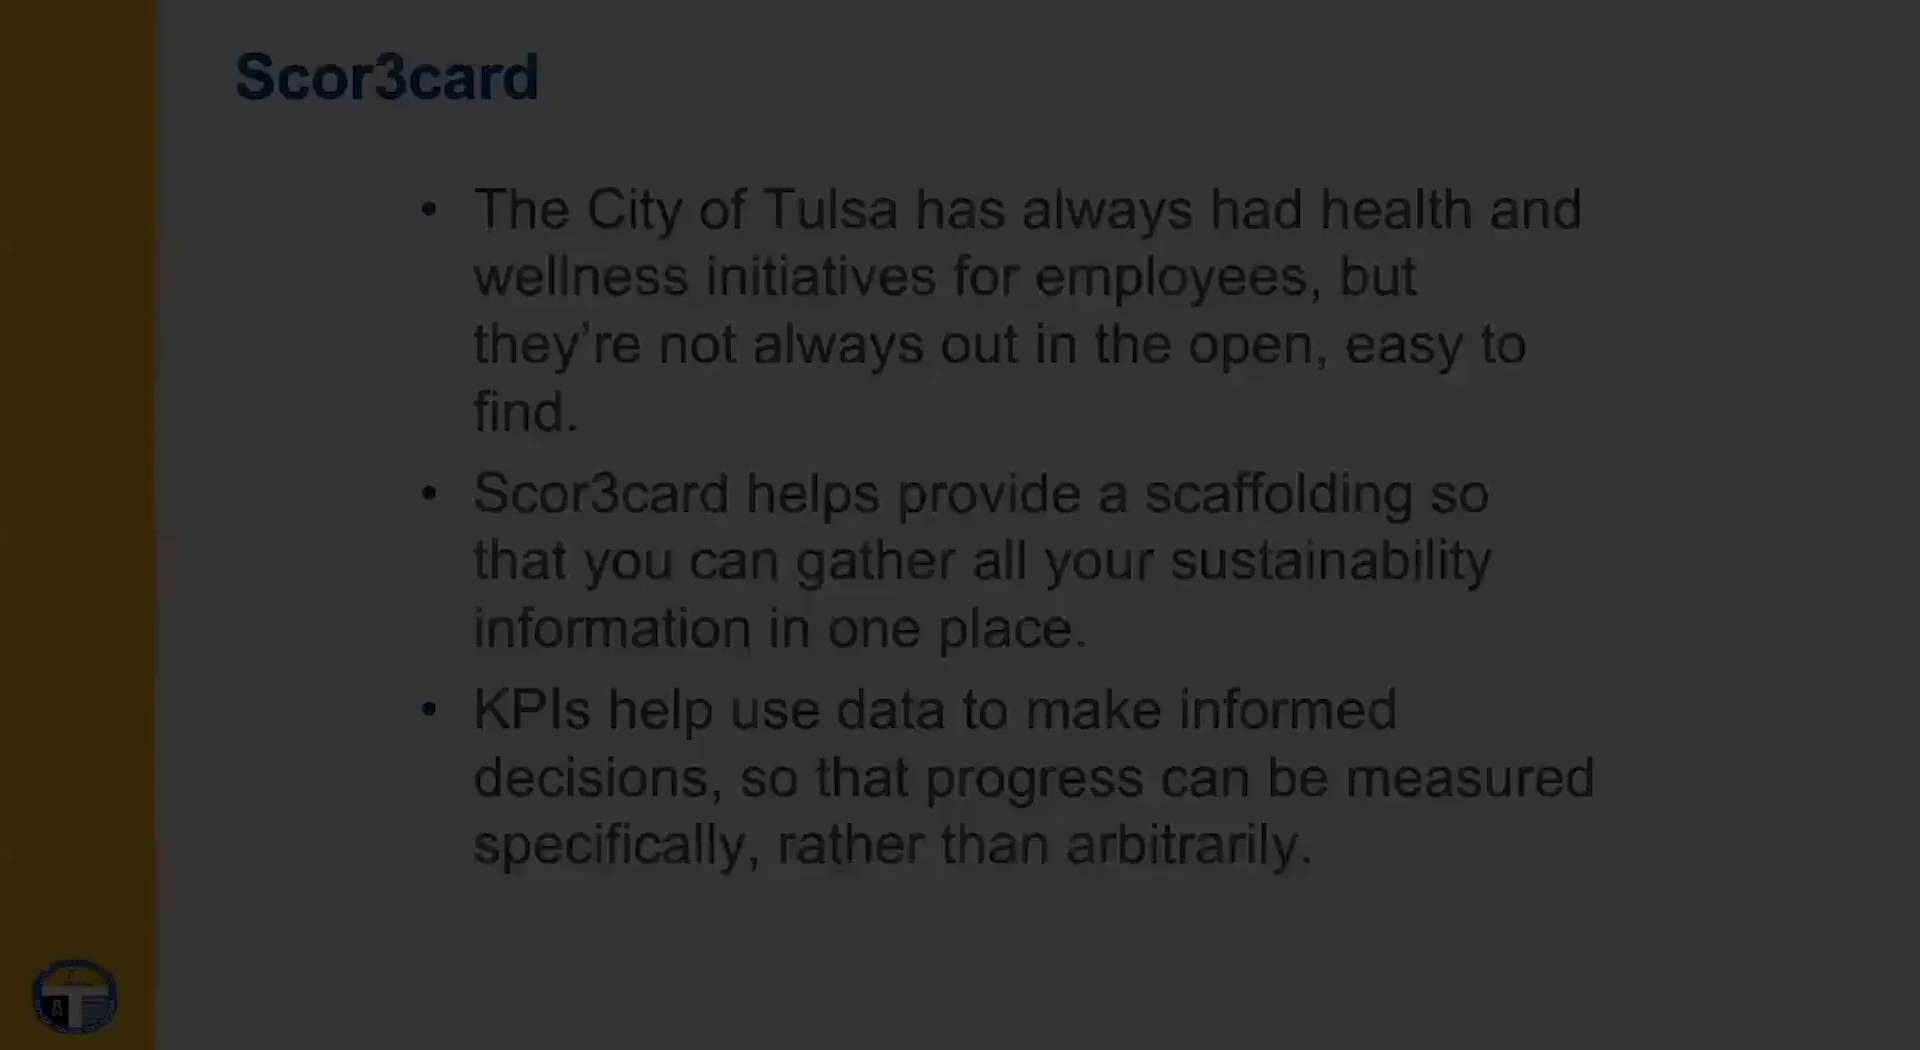 Scor3card
• The City of Tulsa has always had health and
wellness initiatives for employees, but
they’re not always out in the open, easy to
find.
• Scor3card helps provide a scaffolding so
that you can gather all your sustainability
information in one place.
• KPIs help use data to make informed
decisions, so that progress can be measured
specifically, rather than arbitrarily.